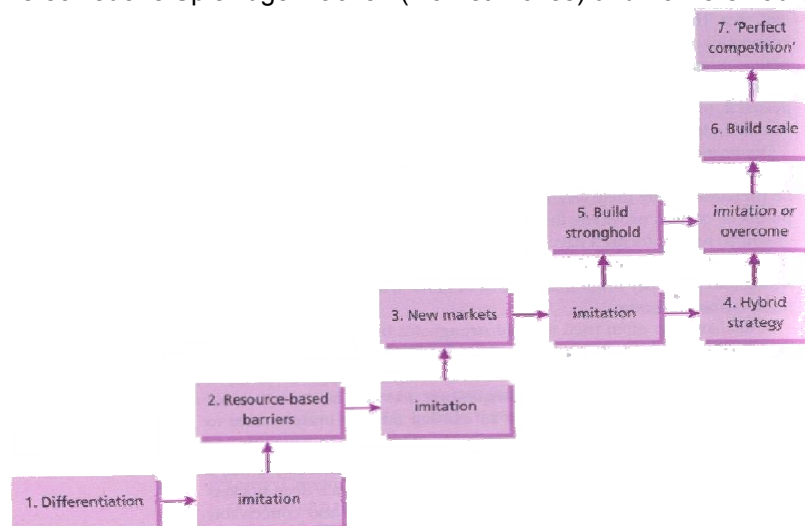 7. 'Perfect
competition'
6. Build scale
5. Build
stronghold
imitation or
overcome
3. New markets
imitation
4. Hybrid
strategy
2. Resource-based
barriers
imitation
1. Differentiation
imitation